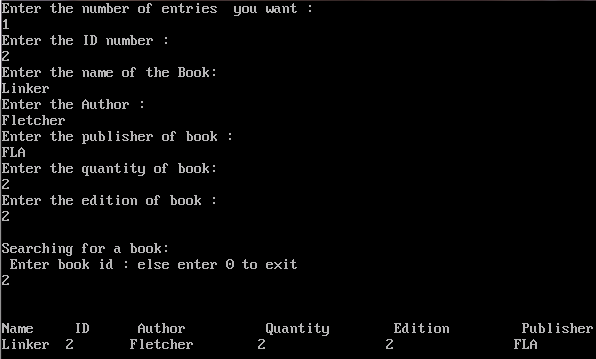 Enter the number of entries  you want :
1
Enter the ID number :
2
Enter the name of the Book:
Linker
Enter the Author :
Fletcher
Enter the publisher of book :
FLA
Enter the quantity of book:
2
Enter the edition of book :
2
Searching for a book:
 Enter book id : else enter 0 to exit
2
Name     ID      Author          Quantity        Edition         Publisher
Linker  2       Fletcher        2               2               FLA